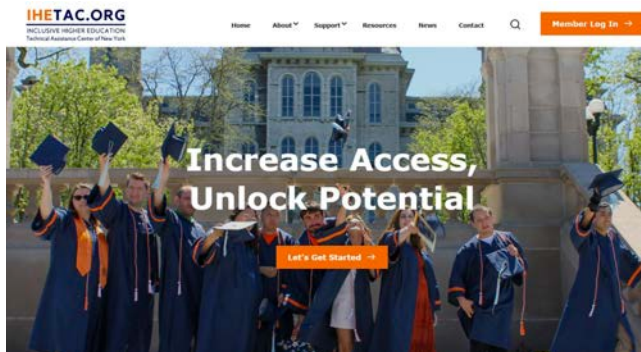 IHETAC.ORG
INCLUSIVE HIGHER EDUCATION
Technical Assistance Center of New York
Home About Support Resources News Contact Member Log In →
Increase Access,
Unlock Potential
Let's Get Started →